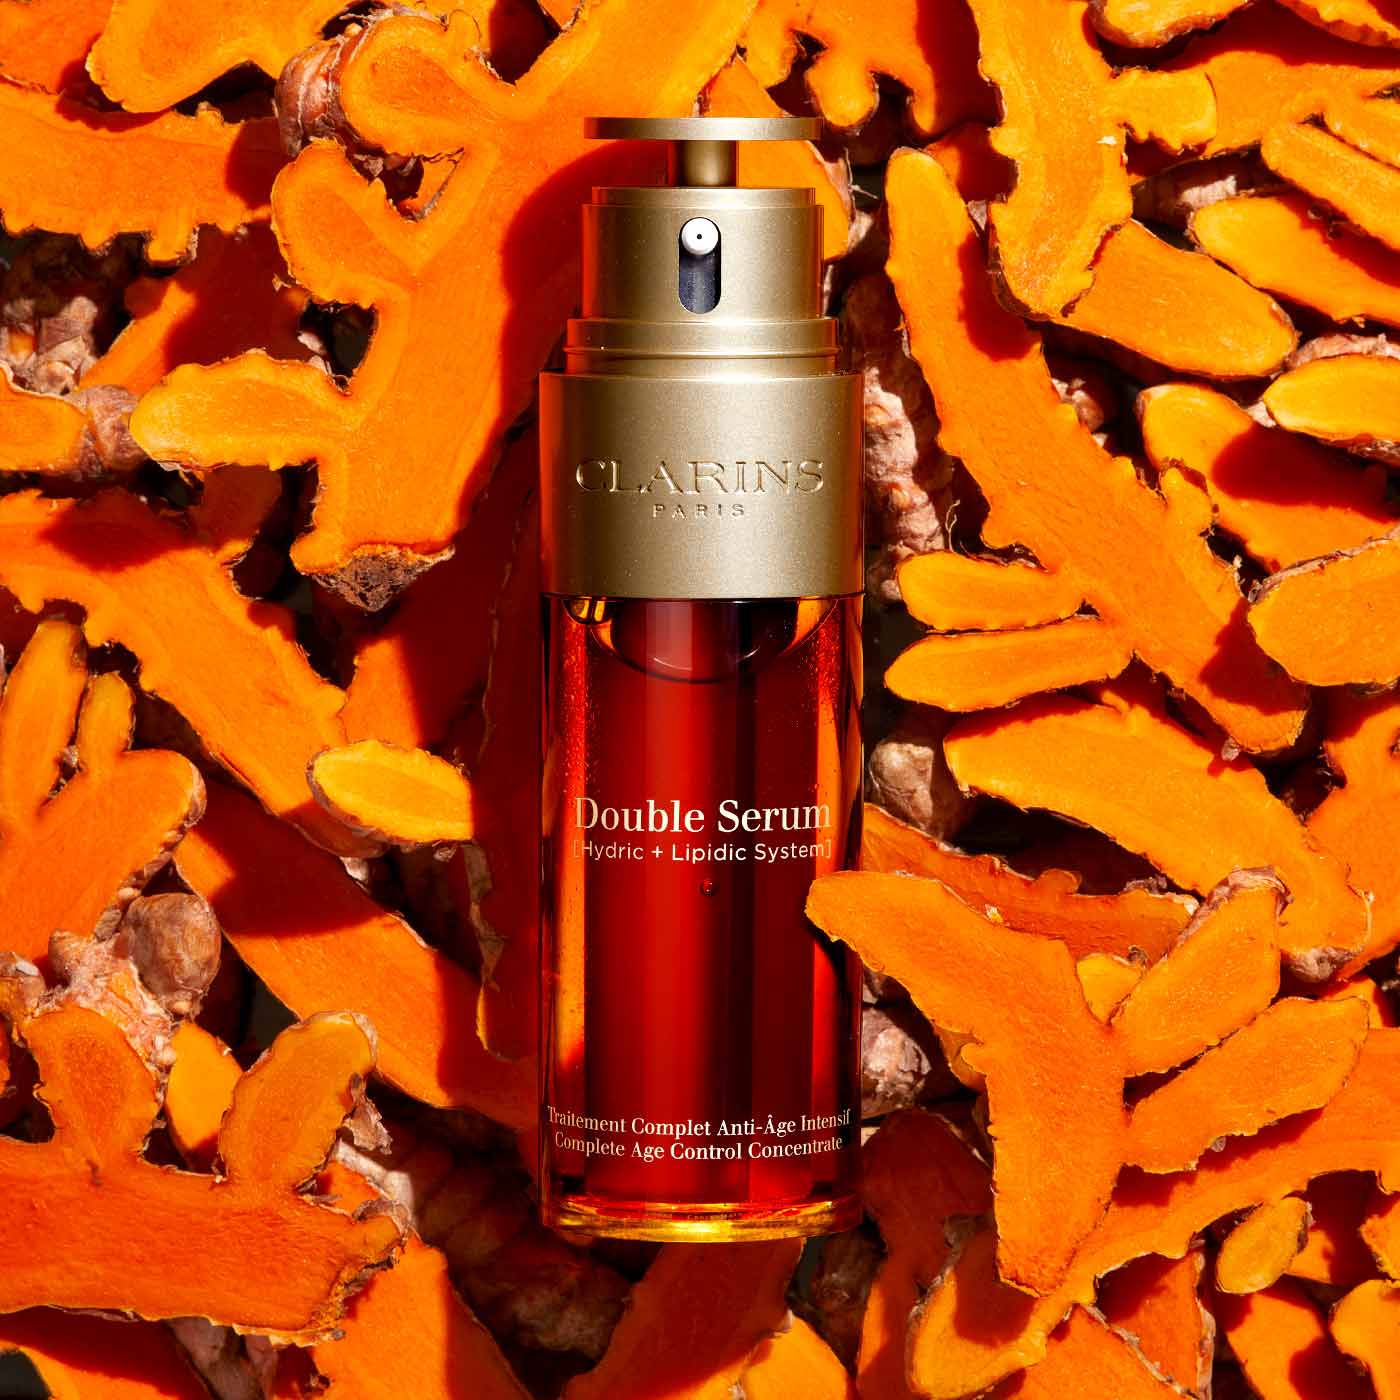 CLARINS
PARIS
Double Serum
[Hydric + Lipidic System]
Traitement Complet Anti-Âge Intensif
Complete Age Control Concentrate